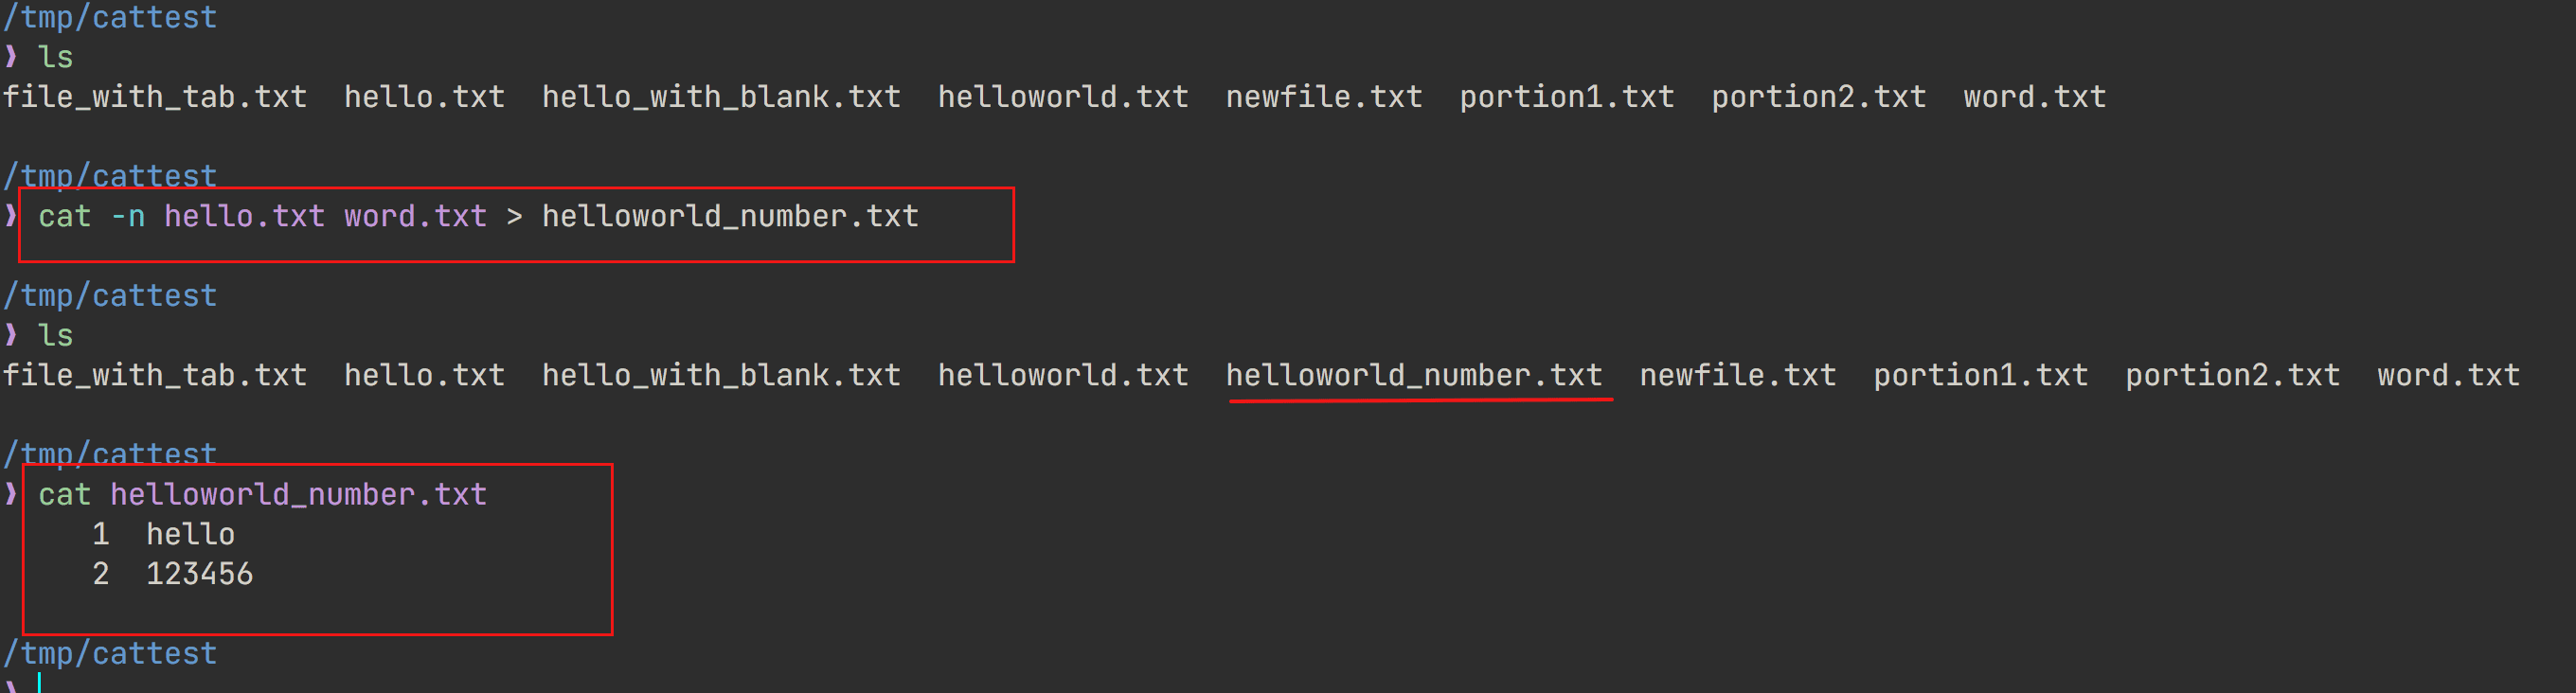 /tmp/cattest
❯ ls
file_with_tab.txt  hello.txt  hello_with_blank.txt  helloworld.txt  newfile.txt  portion1.txt  portion2.txt  word.txt
/tmp/cattest
❯ cat -n hello.txt word.txt > helloworld_number.txt
/tmp/cattest
❯ ls
file_with_tab.txt  hello.txt  hello_with_blank.txt  helloworld.txt  helloworld_number.txt  newfile.txt  portion1.txt  portion2.txt  word.txt
/tmp/cattest
❯ cat helloworld_number.txt
     1  hello
     2  123456
/tmp/cattest
❯